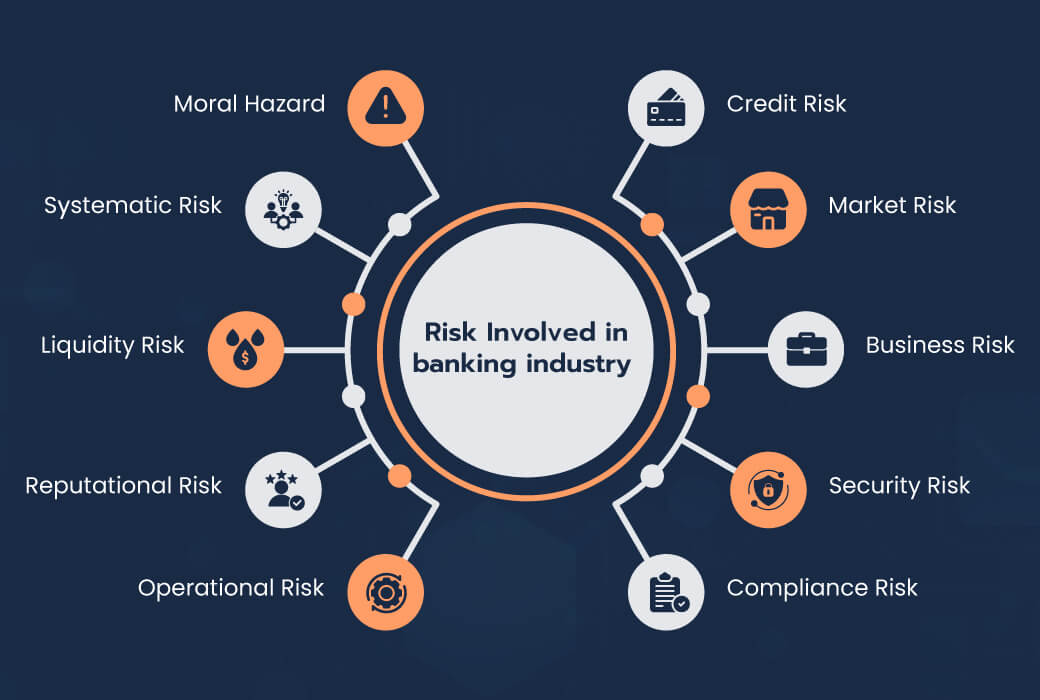 Moral Hazard
Credit Risk
Systematic Risk
Market Risk
Liquidity Risk
Risk Involved in
banking industry
Business Risk
Reputational Risk
Security Risk
Operational Risk
Compliance Risk